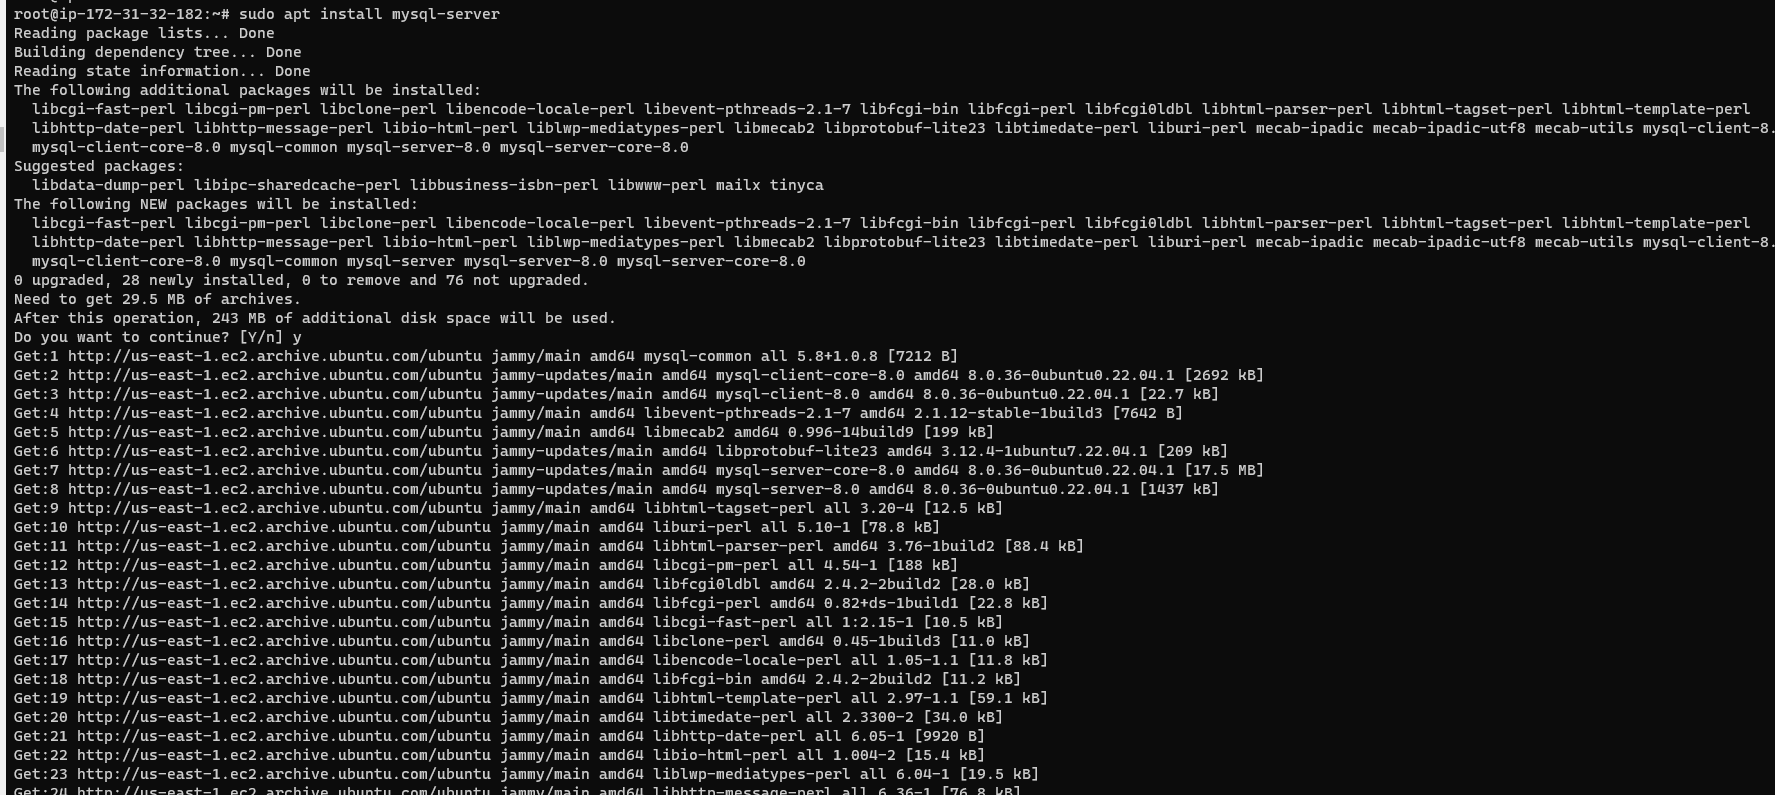 root@ip-172-31-32-182:~# sudo apt install mysql-server
Reading package lists... Done
Building dependency tree... Done
Reading state information... Done
The following additional packages will be installed:
  libcgi-fast-perl libcgi-pm-perl libclone-perl libencode-locale-perl libevent-pthreads-2.1-7 libfcgi-bin libfcgi-perl libfcgi0ldbl libhtml-parser-perl libhtml-tagset-perl libhtml-template-perl
  libhttp-date-perl libhttp-message-perl libio-html-perl liblwp-mediatypes-perl libmecab2 libprotobuf-lite23 libtimedate-perl liburi-perl mecab-ipadic mecab-ipadic-utf8 mecab-utils mysql-client-8.
  mysql-client-core-8.0 mysql-common mysql-server-8.0 mysql-server-core-8.0
Suggested packages:
  libdata-dump-perl libipc-sharedcache-perl libbusiness-isbn-perl libwww-perl mailx tinyca
The following NEW packages will be installed:
  libcgi-fast-perl libcgi-pm-perl libclone-perl libencode-locale-perl libevent-pthreads-2.1-7 libfcgi-bin libfcgi-perl libfcgi0ldbl libhtml-parser-perl libhtml-tagset-perl libhtml-template-perl
  libhttp-date-perl libhttp-message-perl libio-html-perl liblwp-mediatypes-perl libmecab2 libprotobuf-lite23 libtimedate-perl liburi-perl mecab-ipadic mecab-ipadic-utf8 mecab-utils mysql-client-8.
  mysql-client-core-8.0 mysql-common mysql-server mysql-server-8.0 mysql-server-core-8.0
0 upgraded, 28 newly installed, 0 to remove and 76 not upgraded.
Need to get 29.5 MB of archives.
After this operation, 243 MB of additional disk space will be used.
Do you want to continue? [Y/n] y
Get:1 http://us-east-1.ec2.archive.ubuntu.com/ubuntu jammy/main amd64 mysql-common all 5.8+1.0.8 [7212 B]
Get:2 http://us-east-1.ec2.archive.ubuntu.com/ubuntu jammy-updates/main amd64 mysql-client-core-8.0 amd64 8.0.36-0ubuntu0.22.04.1 [2692 kB]
Get:3 http://us-east-1.ec2.archive.ubuntu.com/ubuntu jammy-updates/main amd64 mysql-client-8.0 amd64 8.0.36-0ubuntu0.22.04.1 [22.7 kB]
Get:4 http://us-east-1.ec2.archive.ubuntu.com/ubuntu jammy/main amd64 libevent-pthreads-2.1-7 amd64 2.1.12-stable-1build3 [7642 B]
Get:5 http://us-east-1.ec2.archive.ubuntu.com/ubuntu jammy/main amd64 libmecab2 amd64 0.996-14build9 [199 kB]
Get:6 http://us-east-1.ec2.archive.ubuntu.com/ubuntu jammy-updates/main amd64 libprotobuf-lite23 amd64 3.12.4-1ubuntu7.22.04.1 [209 kB]
Get:7 http://us-east-1.ec2.archive.ubuntu.com/ubuntu jammy-updates/main amd64 mysql-server-core-8.0 amd64 8.0.36-0ubuntu0.22.04.1 [17.5 MB]
Get:8 http://us-east-1.ec2.archive.ubuntu.com/ubuntu jammy-updates/main amd64 mysql-server-8.0 amd64 8.0.36-0ubuntu0.22.04.1 [1437 kB]
Get:9 http://us-east-1.ec2.archive.ubuntu.com/ubuntu jammy/main amd64 libhtml-tagset-perl all 3.20-4 [12.5 kB]
Get:10 http://us-east-1.ec2.archive.ubuntu.com/ubuntu jammy/main amd64 liburi-perl all 5.10-1 [78.8 kB]
Get:11 http://us-east-1.ec2.archive.ubuntu.com/ubuntu jammy/main amd64 libhtml-parser-perl amd64 3.76-1build2 [88.4 kB]
Get:12 http://us-east-1.ec2.archive.ubuntu.com/ubuntu jammy/main amd64 libcgi-pm-perl all 4.54-1 [188 kB]
Get:13 http://us-east-1.ec2.archive.ubuntu.com/ubuntu jammy/main amd64 libfcgi0ldbl amd64 2.4.2-2build2 [28.0 kB]
Get:14 http://us-east-1.ec2.archive.ubuntu.com/ubuntu jammy/main amd64 libfcgi-perl amd64 0.82+ds-1build1 [22.8 kB]
Get:15 http://us-east-1.ec2.archive.ubuntu.com/ubuntu jammy/main amd64 libcgi-fast-perl all 1:2.15-1 [10.5 kB]
Get:16 http://us-east-1.ec2.archive.ubuntu.com/ubuntu jammy/main amd64 libclone-perl amd64 0.45-1build3 [11.0 kB]
Get:17 http://us-east-1.ec2.archive.ubuntu.com/ubuntu jammy/main amd64 libencode-locale-perl all 1.05-1.1 [11.8 kB]
Get:18 http://us-east-1.ec2.archive.ubuntu.com/ubuntu jammy/main amd64 libfcgi-bin amd64 2.4.2-2build2 [11.2 kB]
Get:19 http://us-east-1.ec2.archive.ubuntu.com/ubuntu jammy/main amd64 libhtml-template-perl all 2.97-1.1 [59.1 kB]
Get:20 http://us-east-1.ec2.archive.ubuntu.com/ubuntu jammy/main amd64 libtimedate-perl all 2.3300-2 [34.0 kB]
Get:21 http://us-east-1.ec2.archive.ubuntu.com/ubuntu jammy/main amd64 libhttp-date-perl all 6.05-1 [9920 B]
Get:22 http://us-east-1.ec2.archive.ubuntu.com/ubuntu jammy/main amd64 libio-html-perl all 1.004-2 [15.4 kB]
Get:23 http://us-east-1.ec2.archive.ubuntu.com/ubuntu jammy/main amd64 liblwp-mediatypes-perl all 6.04-1 [19.5 kB]
Get:24 http://us-east-1.ec2.archive.ubuntu.com/ubuntu jammy/main amd64 libhttp-message-perl all 6.36-1 [76.8 kB]